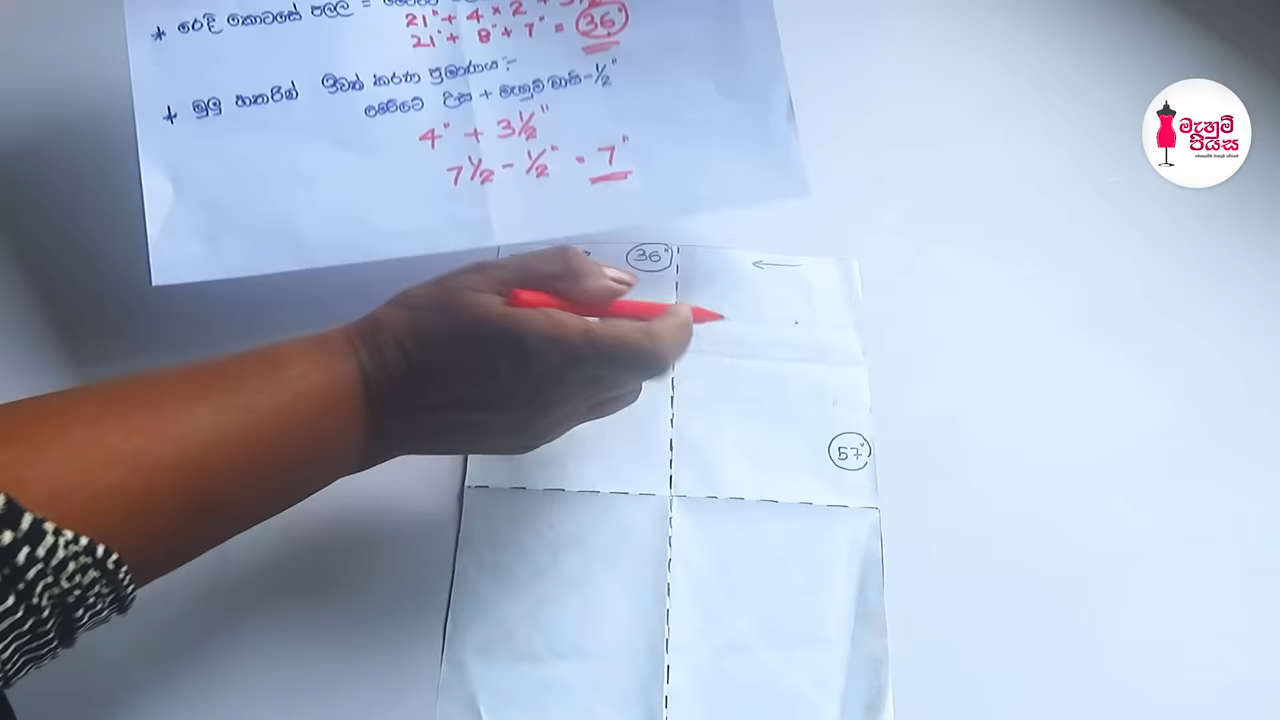 * රෙදි කොටසේ පලල =
21" + 4 × 2 +
21" + 8" + 7" = 36"
* මුලු හතරින් ඉවත් කරන ප්‍රමාණය :-
උස + මැහුම් වාසි - ½"
4" + 3½"
7½ - ½" = 7"
36"
57"
මැහුම් පියස